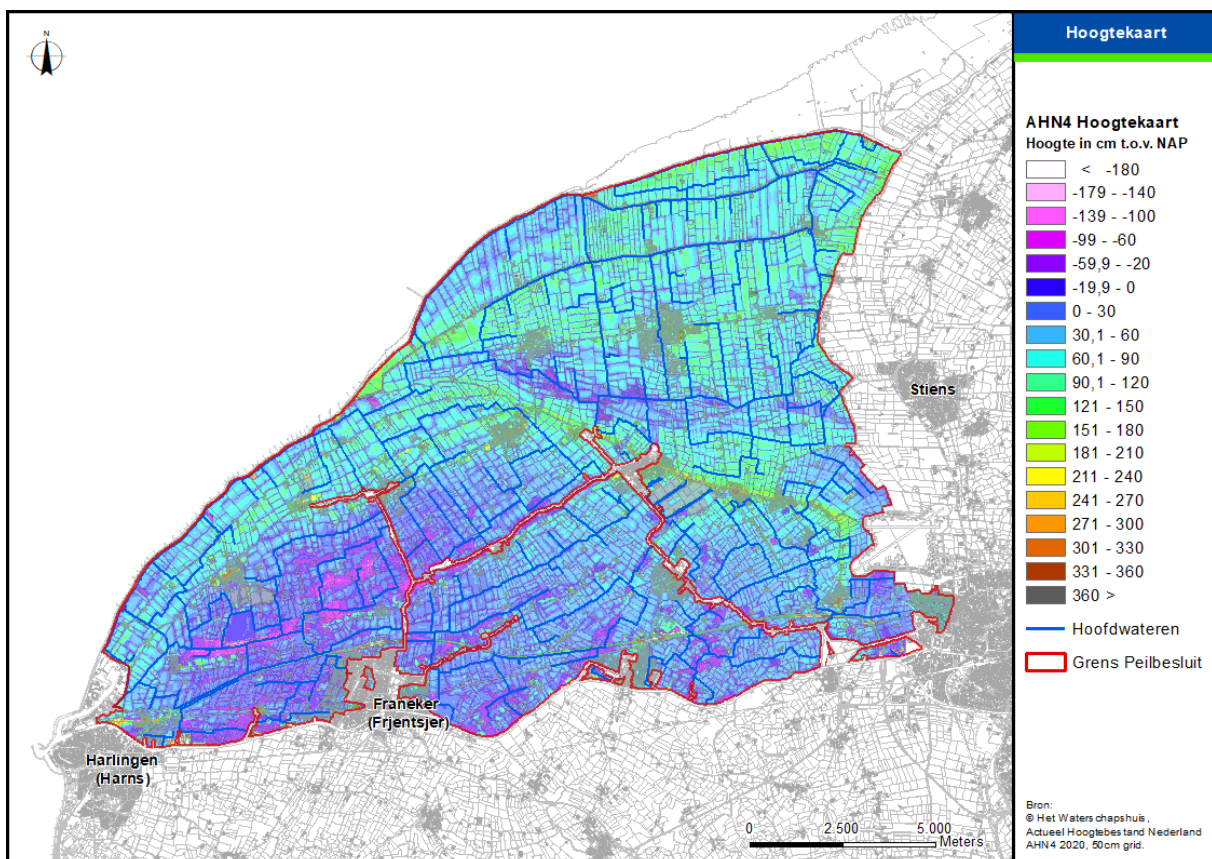 N
Stiens
Franeker
(Frjentsjer)
Harlingen
(Harns)
0 2.500 5.000
Meters
Hoogtekaart
AHN4 Hoogtekaart
Hoogte in cm t.o.v. NAP
< -180
-179 - -140
-139 - -100
-99 - -60
-59,9 - -20
-19,9 - 0
0 - 30
30,1 - 60
60,1 - 90
90,1 - 120
121 - 150
151 - 180
181 - 210
211 - 240
241 - 270
271 - 300
301 - 330
331 - 360
360 >
Hoofdwateren
Grens Peilbesluit
Bron:
© Het Waterschapshuis,
Actueel Hoogtebestand Nederland
AHN4 2020, 50cm grid.